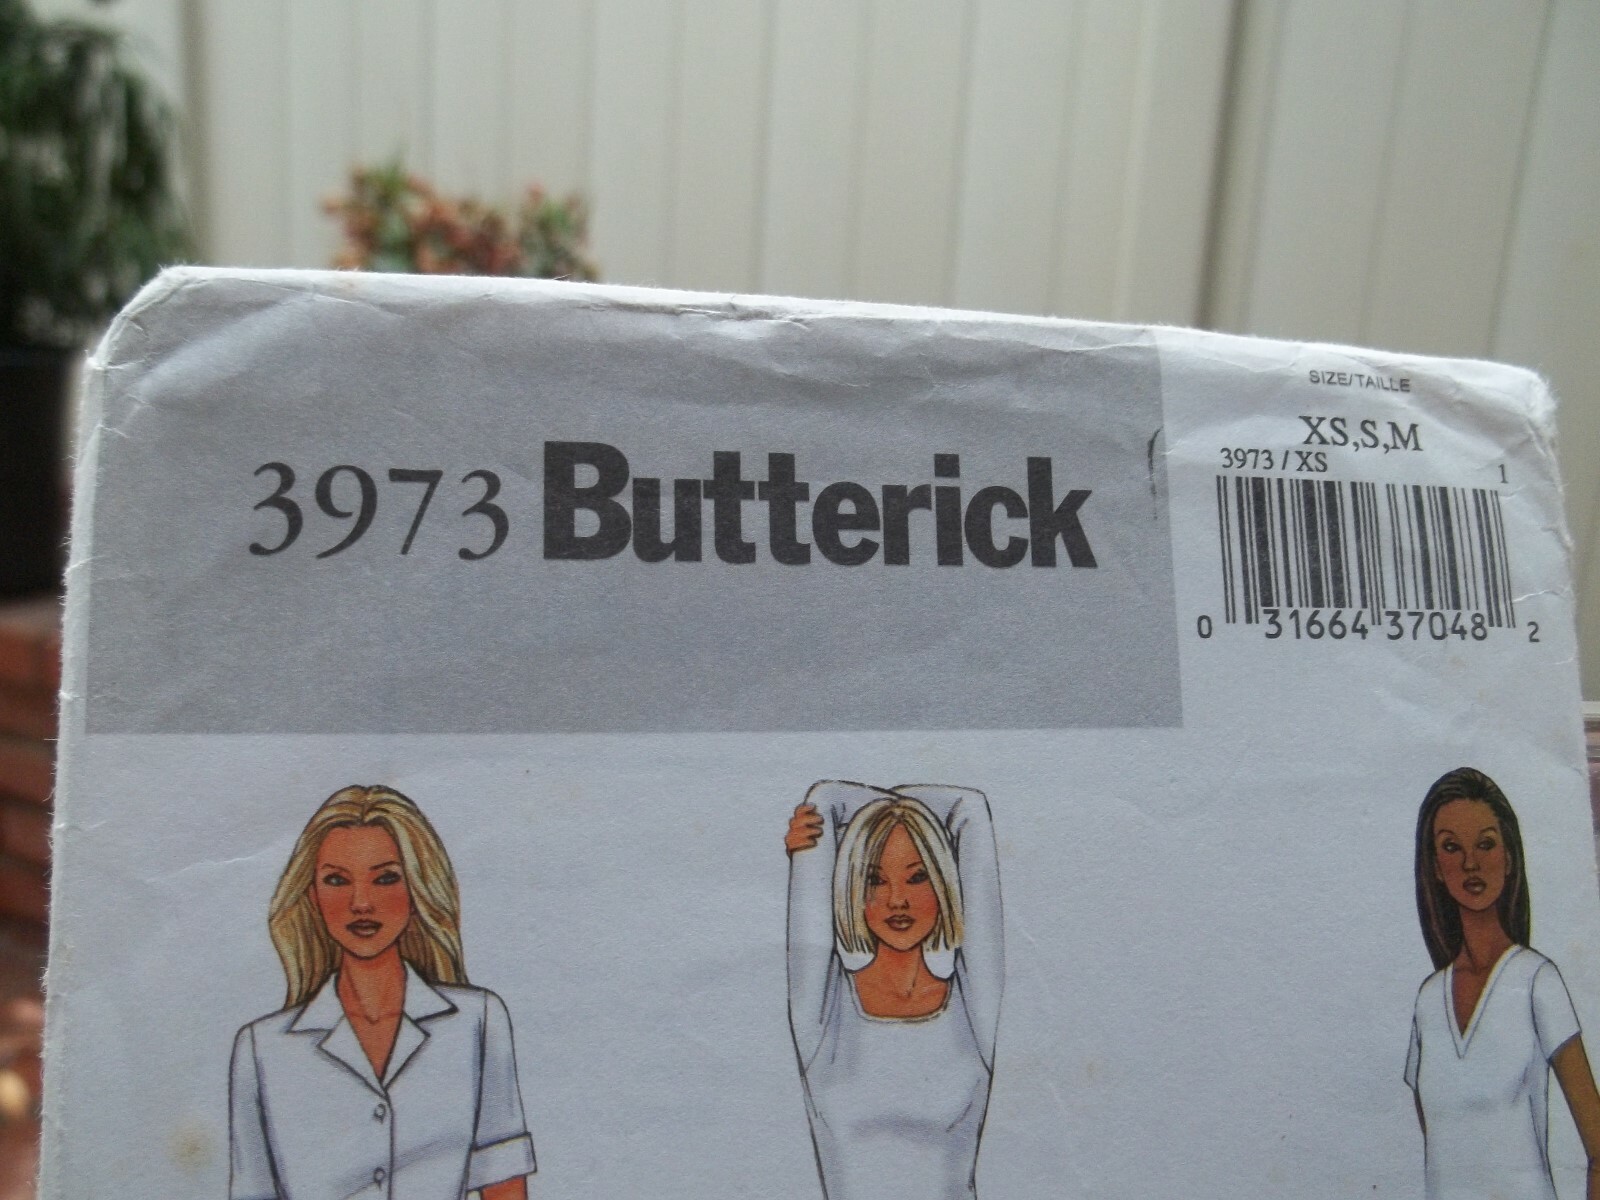 SIZE/TAILLE
XS,S,M
3973 Butterick
3973 / XS 1
0 31664 37048 2